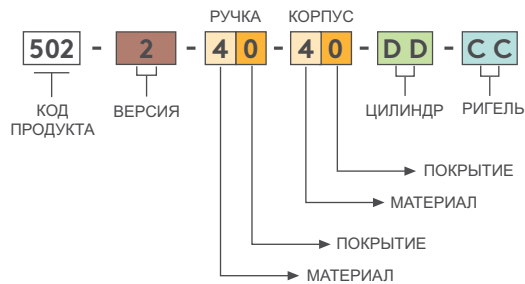 РУЧКА КОРПУС
502 - 2 - 4 0 - 4 0 - D D - C C
КОД ПРОДУКТА
ВЕРСИЯ
ЦИЛИНДР
РИГЕЛЬ
ПОКРЫТИЕ
МАТЕРИАЛ
ПОКРЫТИЕ
МАТЕРИАЛ